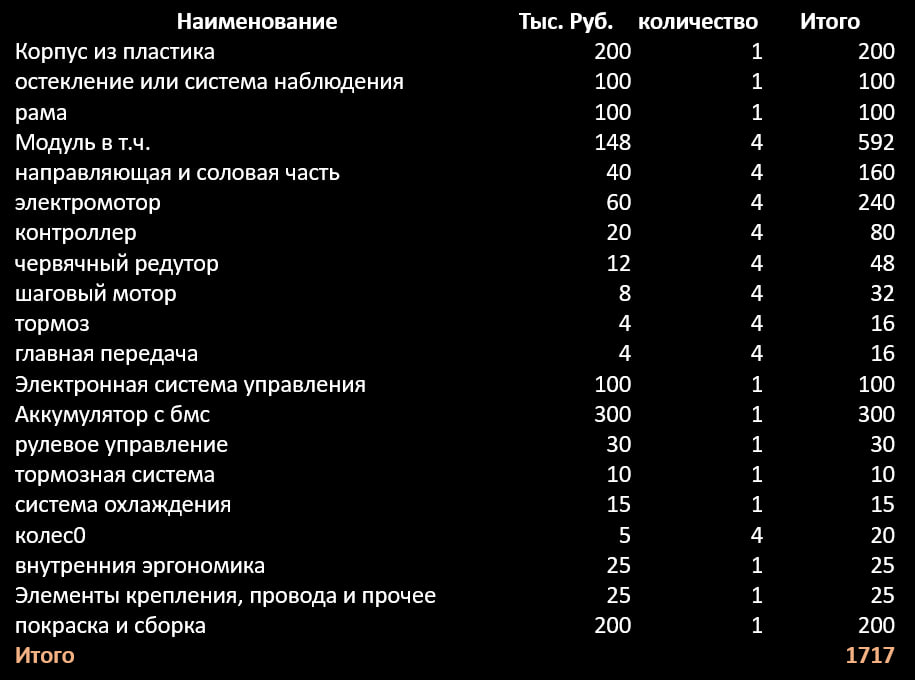 Наименование Тыс. Руб. количество Итого
Корпус из пластика 200 1 200
остекление или система наблюдения 100 1 100
рама 100 1 100
Модуль в т.ч. 148 4 592
направляющая и соловая часть 40 4 160
электромотор 60 4 240
контроллер 20 4 80
червячный редутор 12 4 48
шаговый мотор 8 4 32
тормоз 4 4 16
главная передача 4 4 16
Электронная система управления 100 1 100
Аккумулятор с бмс 300 1 300
рулевое управление 30 1 30
тормозная система 10 1 10
система охлаждения 15 1 15
колес0 5 4 20
внутренния эргономика 25 1 25
Элементы крепления, провода и прочее 25 1 25
покраска и сборка 200 1 200
Итого 1717